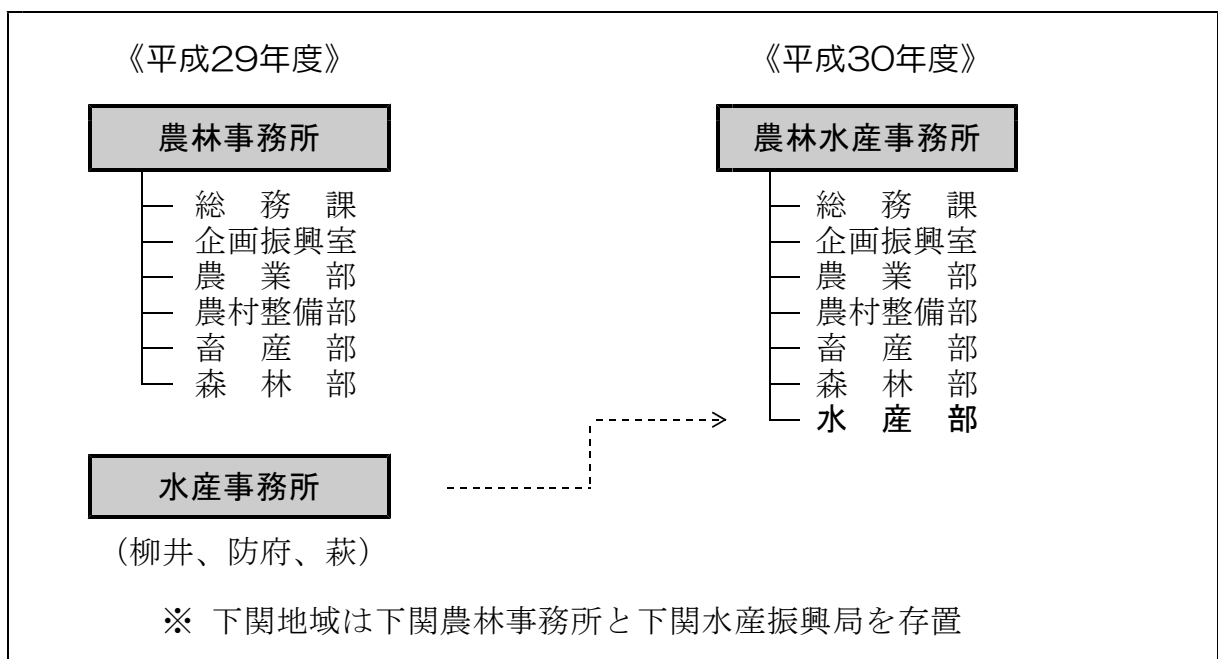 《平成29年度》
農林事務所
総務課
企画振興室
農業部
農村整備部
畜産部
森林部
水産事務所
(柳井、防府、萩)
《平成30年度》
農林水産事務所
総務課
企画振興室
農業部
農村整備部
畜産部
森林部
水産部
※ 下関地域は下関農林事務所と下関水産振興局を存置